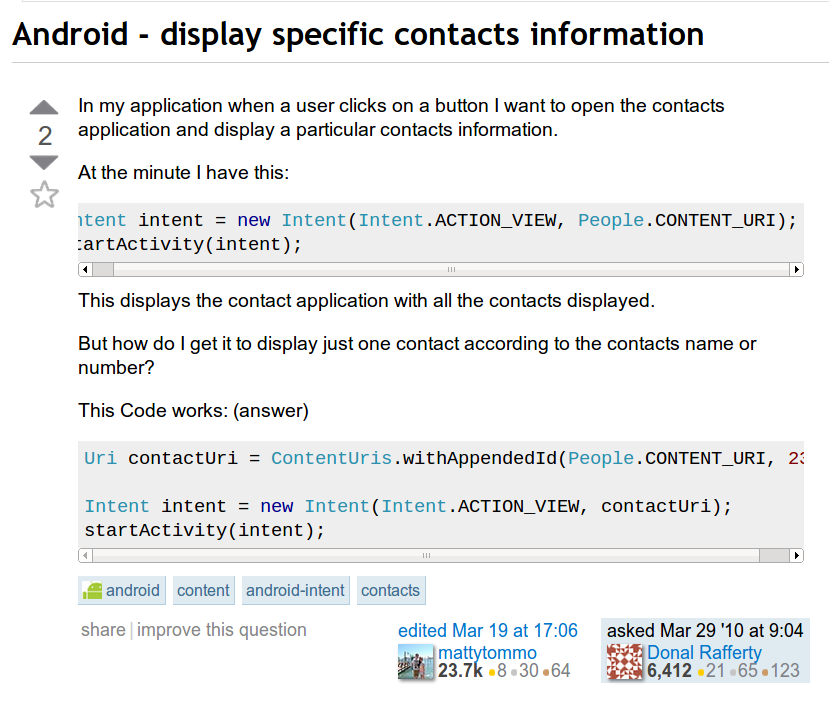 Android - display specific contacts information
2
In my application when a user clicks on a button I want to open the contacts
application and display a particular contacts information.
At the minute I have this:
ntent intent = new Intent(Intent.ACTION_VIEW, People.CONTENT_URI);
tartActivity(intent);
This displays the contact application with all the contacts displayed.
But how do I get it to display just one contact according to the contacts name or
number?
This Code works: (answer)
Uri contactUri = ContentUris.withAppendedId(People.CONTENT_URI, 23
Intent intent = new Intent(Intent.ACTION_VIEW, contactUri);
startActivity(intent);
android content android-intent contacts
share improve this question
edited Mar 19 at 17:06
mattytommo
23.7k 8 30 64
asked Mar 29 '10 at 9:04
Donal Rafferty
6,412 21 65 123